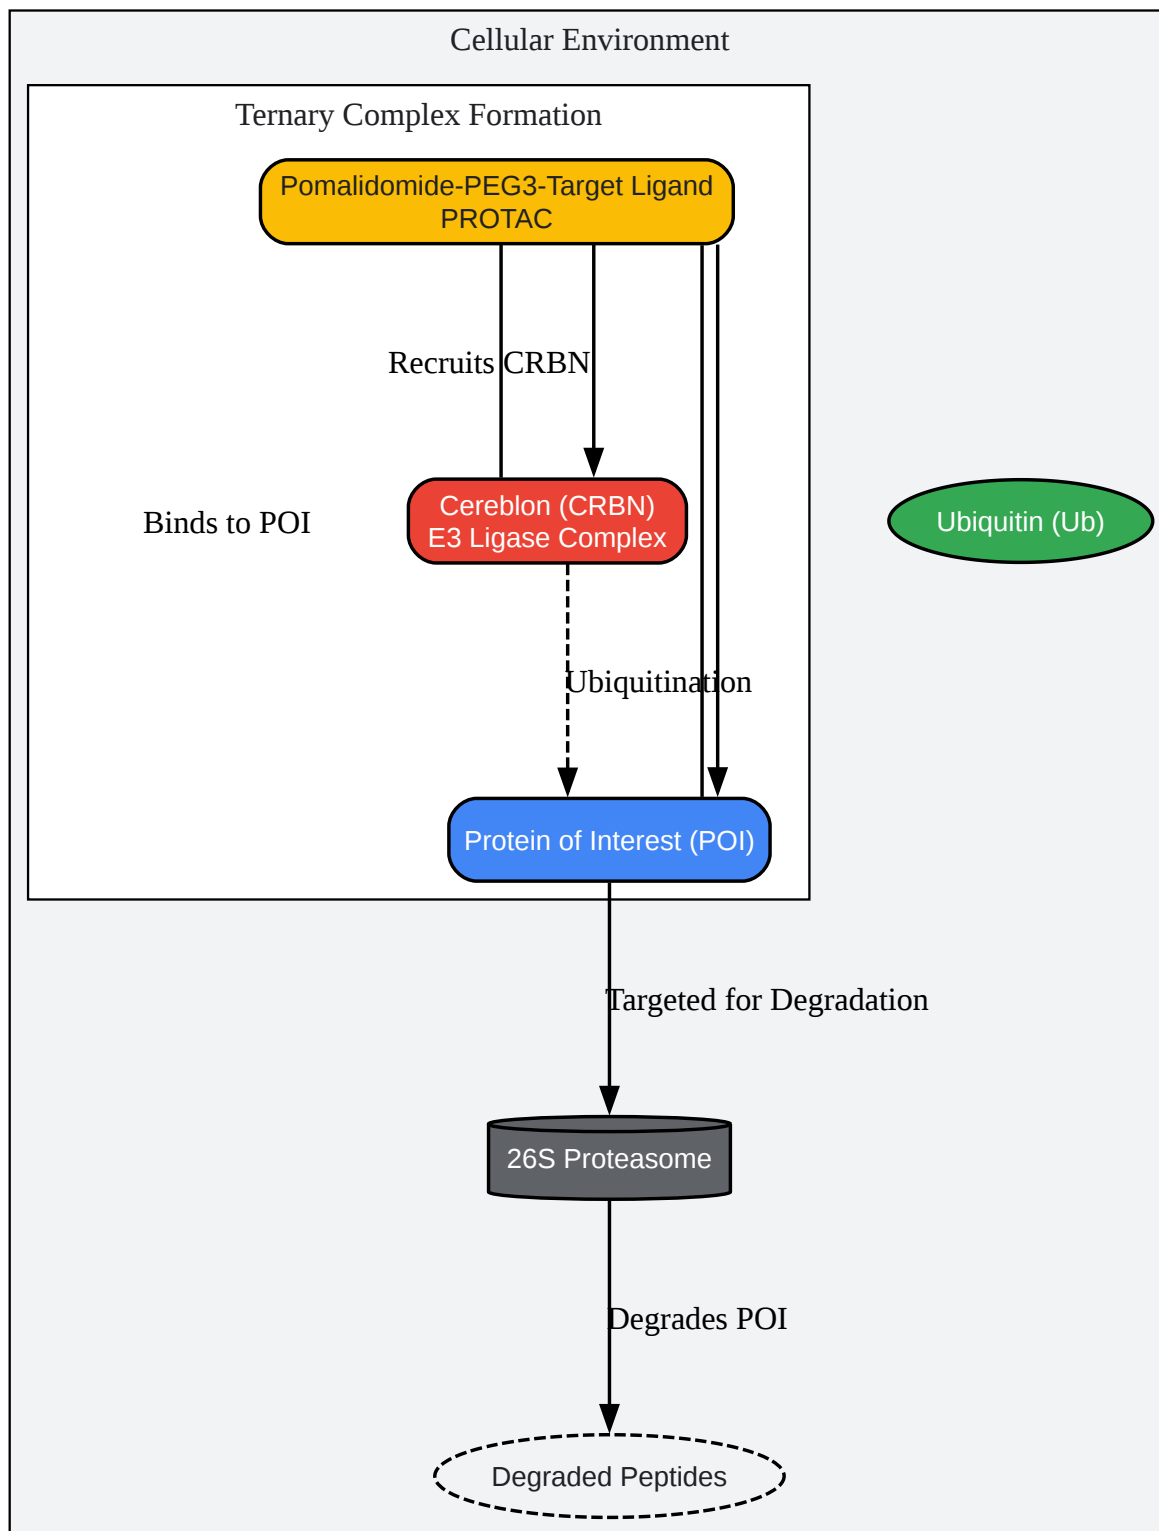 Cellular Environment
Ternary Complex Formation
Pomalidomide-PEG3-Target Ligand
PROTAC
Recruits CRBN
Cereblon (CRBN)
E3 Ligase Complex
Binds to POI
Ubiquitin (Ub)
Ubiquitination
Protein of Interest (POI)
Targeted for Degradation
26S Proteasome
Degrades POI
Degraded Peptides